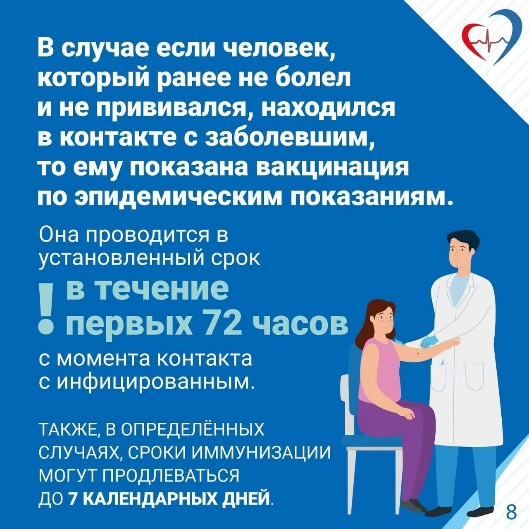 В случае если человек,
который ранее не болел
и не прививался, находился
в контакте с заболевшим,
то ему показана вакцинация
по эпидемическим показаниям.
Она проводится в
установленный срок
! в течение
первых 72 часов
с момента контакта
с инфицированным.
ТАКЖЕ, В ОПРЕДЕЛЁННЫХ
СЛУЧАЯХ, СРОКИ ИММУНИЗАЦИИ
МОГУТ ПРОДЛЕВАТЬСЯ
ДО 7 КАЛЕНДАРНЫХ ДНЕЙ.
8